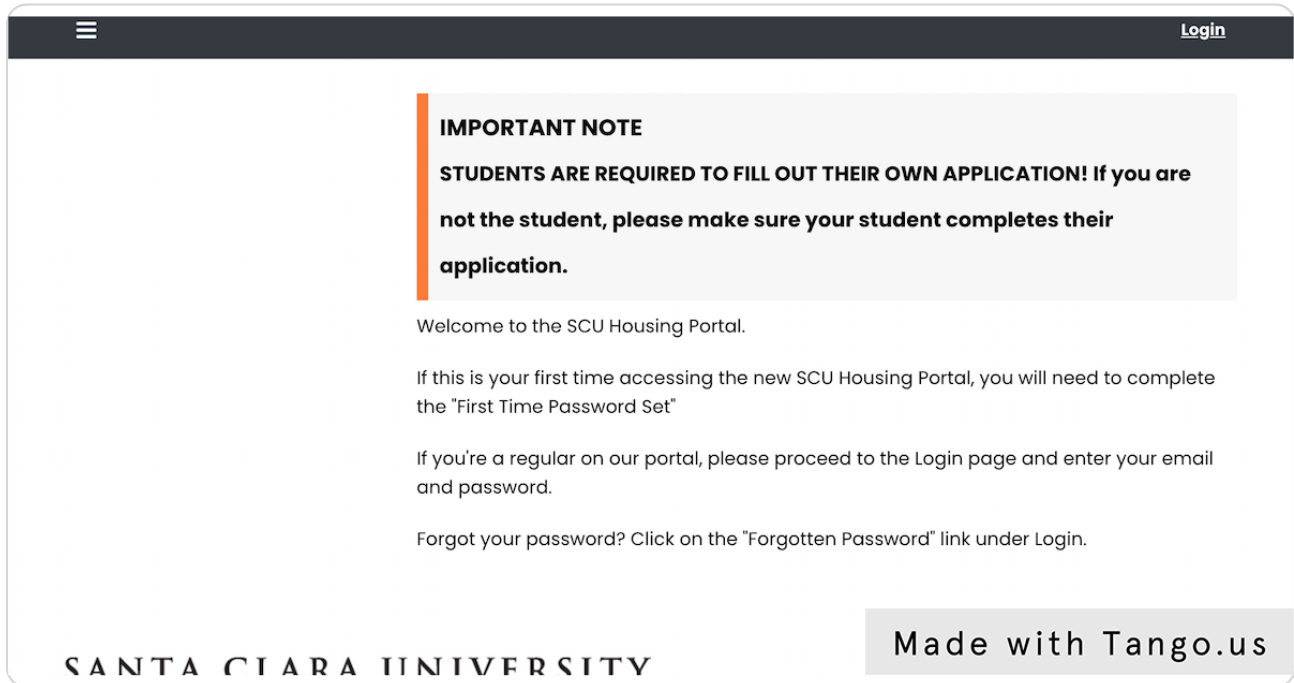 Login
IMPORTANT NOTE
STUDENTS ARE REQUIRED TO FILL OUT THEIR OWN APPLICATION! If you are
not the student, please make sure your student completes their
application.
Welcome to the SCU Housing Portal.
If this is your first time accessing the new SCU Housing Portal, you will need to complete
the "First Time Password Set"
If you're a regular on our portal, please proceed to the Login page and enter your email
and password.
Forgot your password? Click on the "Forgotten Password" link under Login.
Made with Tango.us
SANTA CLARA UNIVERSITY